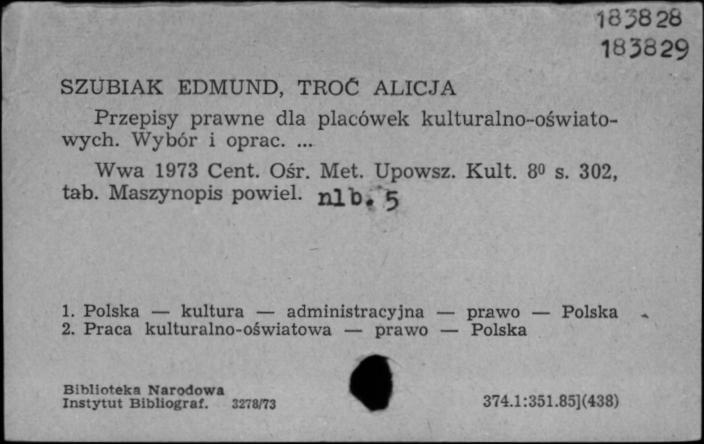 183828
183829
SZUBIAK EDMUND, TROĆ ALICJA
Przepisy prawne dla placówek kulturalno-oświato-
wych. Wybór i oprac. ...
Wwa 1973 Cent. Ośr. Met. Upowsz. Kult. 8⁰ s. 302,
tab. Maszynopis powiel. nlb. 5
1. Polska — kultura — administracyjna — prawo — Polska
2. Praca kulturalno-oświatowa — prawo — Polska
Biblioteka Narodowa
Instytut Bibliograf. 3278/73
374.1:351.85](438)